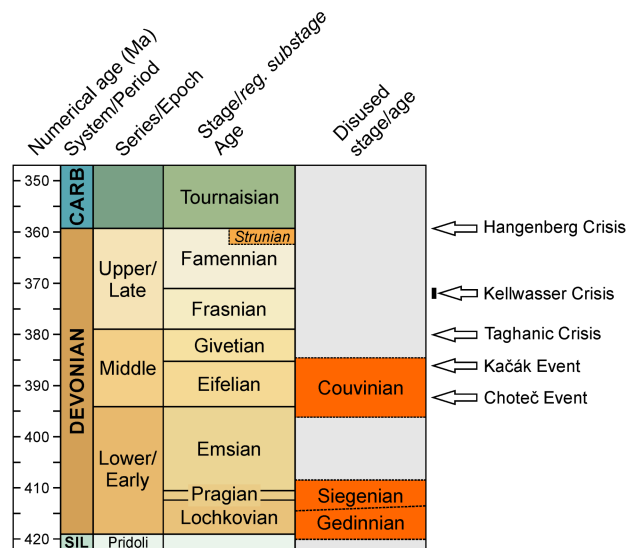 Numerical age (Ma)
System/Period
Series/Epoch
Stage/reg. substage
Age
Disused
stage/age
350
360
370
380
390
400
410
420
CARB
DEVONIAN
SIL
Upper/
Late
Middle
Lower/
Early
Pridoli
Tournaisian
Strunian
Famennian
Frasnian
Givetian
Eifelian
Emsian
Pragian
Lochkovian
Couvinian
Siegenian
Gedinnian
Hangenberg Crisis
Kellwasser Crisis
Taghanic Crisis
Kačák Event
Choteč Event